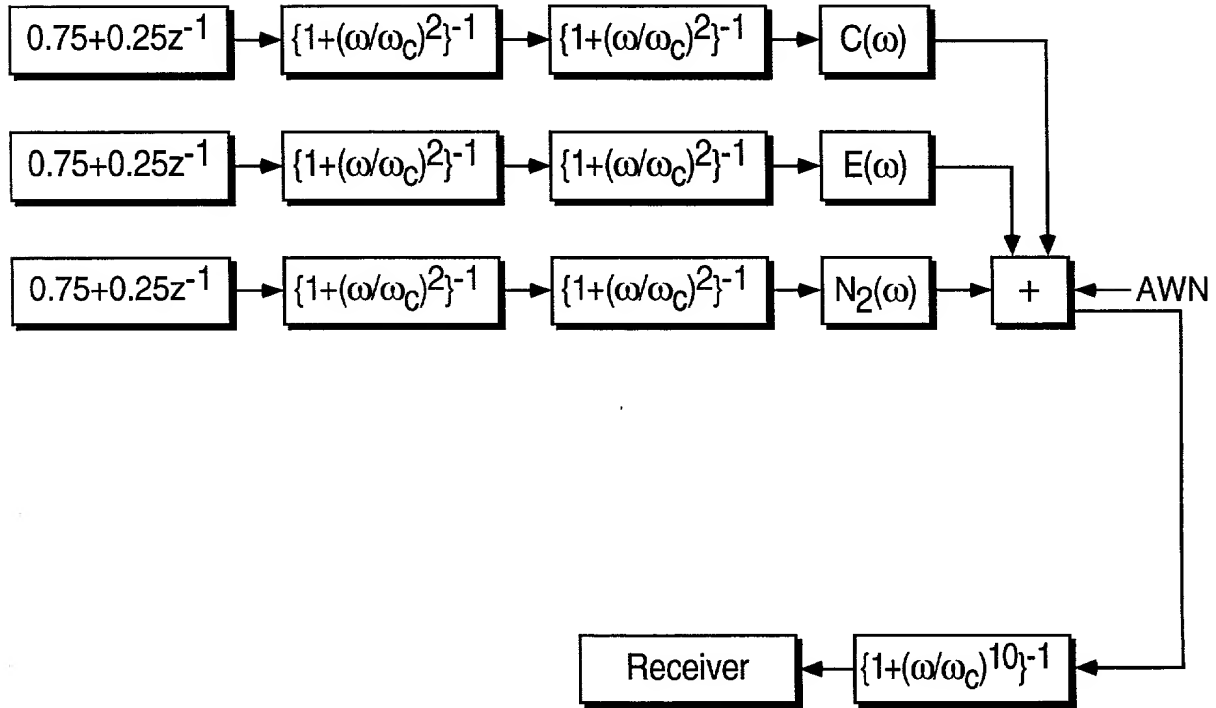 0.75+0.25z⁻¹ {1+(ω/ω_C)²}⁻¹ {1+(ω/ω_C)²}⁻¹ C(ω)
0.75+0.25z⁻¹ {1+(ω/ω_C)²}⁻¹ {1+(ω/ω_C)²}⁻¹ E(ω)
0.75+0.25z⁻¹ {1+(ω/ω_C)²}⁻¹ {1+(ω/ω_C)²}⁻¹ N₂(ω) + AWN
Receiver {1+(ω/ω_C)¹⁰}⁻¹